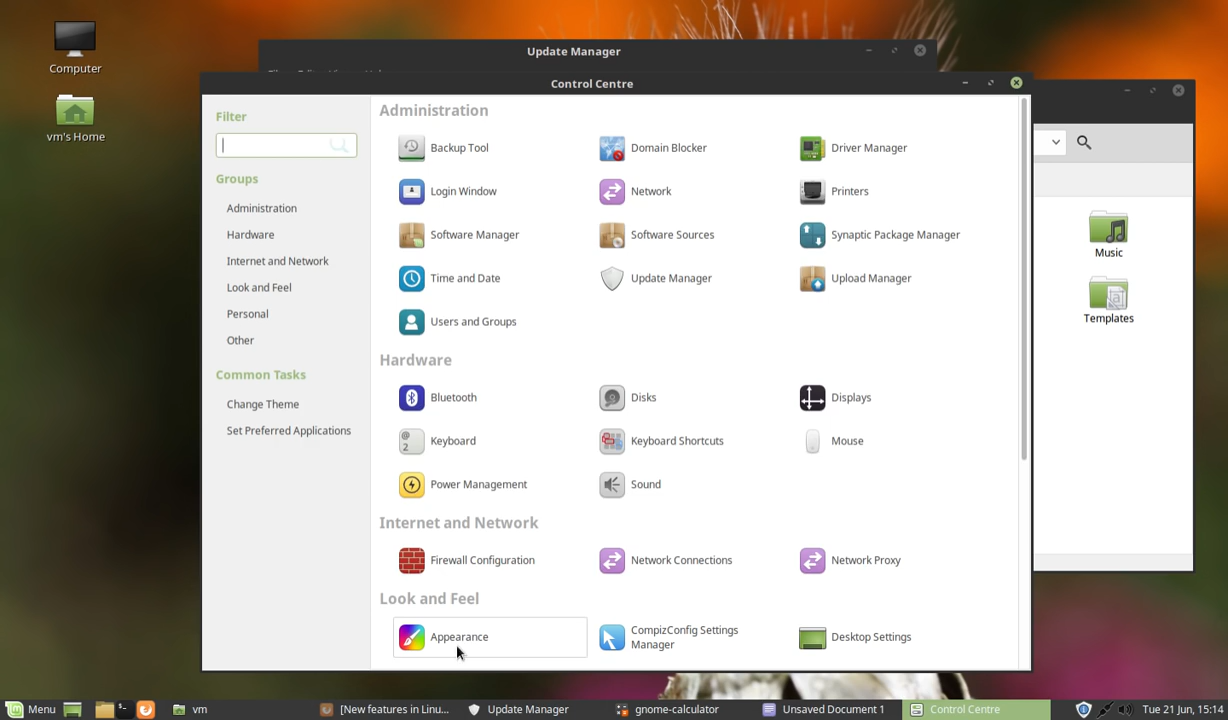 Computer
vm's Home
Update Manager
Control Centre
Filter
Groups
Administration
Hardware
Internet and Network
Look and Feel
Personal
Other
Common Tasks
Change Theme
Set Preferred Applications
Administration
Backup Tool
Domain Blocker
Driver Manager
Login Window
Network
Printers
Software Manager
Software Sources
Synaptic Package Manager
Time and Date
Update Manager
Upload Manager
Users and Groups
Hardware
Bluetooth
Disks
Displays
Keyboard
Keyboard Shortcuts
Mouse
Power Management
Sound
Internet and Network
Firewall Configuration
Network Connections
Network Proxy
Look and Feel
Appearance
CompizConfig Settings
Manager
Desktop Settings
Music
Templates
Menu
vm
[New features in Linu...
Update Manager
gnome-calculator
Unsaved Document 1
Control Centre
Tue 21 Jun, 15:14